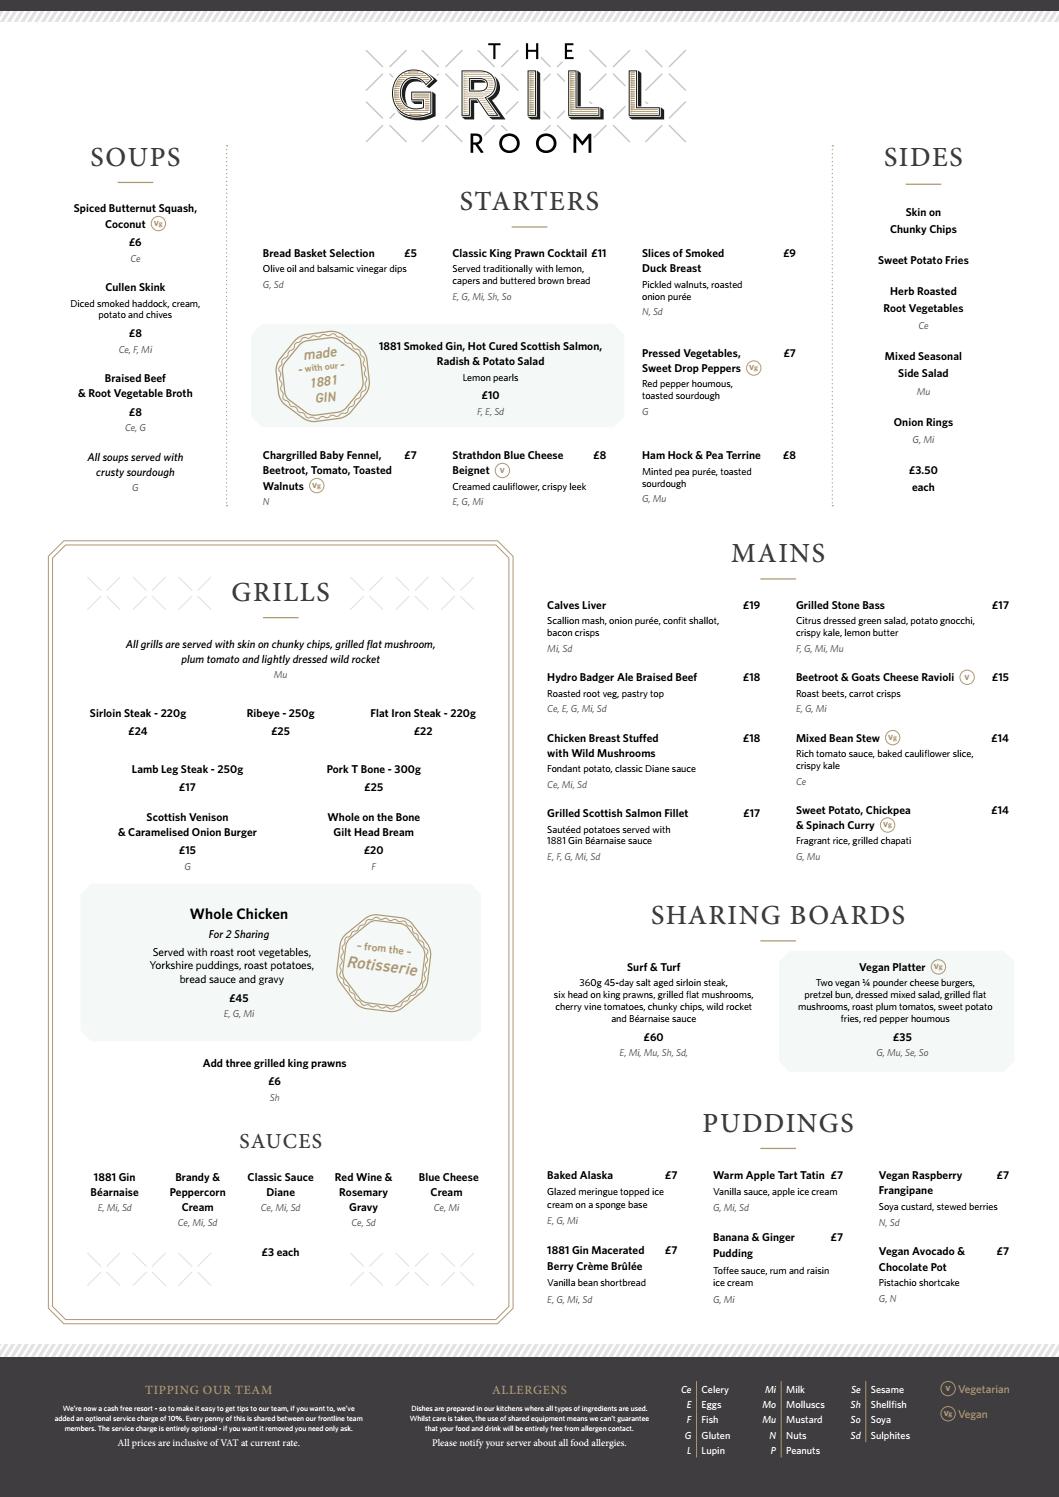 THE
GRILL
ROOM
SOUPS
Spiced Butternut Squash,
Coconut Vg
£6
Ce
Cullen Skink
Diced smoked haddock, cream,
potato and chives
£8
Ce, F, Mi
Braised Beef
& Root Vegetable Broth
£8
Ce, G
All soups served with
crusty sourdough
G
STARTERS
Bread Basket Selection £5
Olive oil and balsamic vinegar dips
G, Sd
Classic King Prawn Cocktail £11
Served traditionally with lemon,
capers and buttered brown bread
E, G, Mi, Sh, So
Slices of Smoked £9
Duck Breast
Pickled walnuts, roasted
onion purée
N, Sd
made
- with our -
1881
GIN
1881 Smoked Gin, Hot Cured Scottish Salmon,
Radish & Potato Salad
Lemon pearls
£10
F, E, Sd
Pressed Vegetables, £7
Sweet Drop Peppers Vg
Red pepper houmous,
toasted sourdough
G
Chargrilled Baby Fennel, £7
Beetroot, Tomato, Toasted
Walnuts Vg
N
Strathdon Blue Cheese £8
Beignet V
Creamed cauliflower, crispy leek
E, G, Mi
Ham Hock & Pea Terrine £8
Minted pea purée, toasted
sourdough
G, Mu
SIDES
Skin on
Chunky Chips
Sweet Potato Fries
Herb Roasted
Root Vegetables
Ce
Mixed Seasonal
Side Salad
Mu
Onion Rings
G, Mi
£3.50
each
GRILLS
All grills are served with skin on chunky chips, grilled flat mushroom,
plum tomato and lightly dressed wild rocket
Mu
Sirloin Steak - 220g
£24
Ribeye - 250g
£25
Flat Iron Steak - 220g
£22
Lamb Leg Steak - 250g
£17
Pork T Bone - 300g
£25
Scottish Venison
& Caramelised Onion Burger
£15
G
Whole on the Bone
Gilt Head Bream
£20
F
Whole Chicken
For 2 Sharing
Served with roast root vegetables,
Yorkshire puddings, roast potatoes,
bread sauce and gravy
£45
E, G, Mi
- from the -
Rotisserie
Add three grilled king prawns
£6
Sh
SAUCES
1881 Gin
Béarnaise
E, Mi, Sd
Brandy &
Peppercorn
Cream
Ce, Mi, Sd
Classic Sauce
Diane
Ce, Mi, Sd
Red Wine &
Rosemary
Gravy
Ce, Sd
Blue Cheese
Cream
Ce, Mi
£3 each
MAINS
Calves Liver £19
Scallion mash, onion purée, confit shallot,
bacon crisps
Mi, Sd
Hydro Badger Ale Braised Beef £18
Roasted root veg, pastry top
Ce, E, G, Mi, Sd
Chicken Breast Stuffed £18
with Wild Mushrooms
Fondant potato, classic Diane sauce
Ce, Mi, Sd
Grilled Scottish Salmon Fillet £17
Sautéed potatoes served with
1881 Gin Béarnaise sauce
E, F, G, Mi, Sd
Grilled Stone Bass £17
Citrus dressed green salad, potato gnocchi,
crispy kale, lemon butter
F, G, Mi, Mu
Beetroot & Goats Cheese Ravioli V £15
Roast beets, carrot crisps
E, G, Mi
Mixed Bean Stew Vg £14
Rich tomato sauce, baked cauliflower slice,
crispy kale
Ce
Sweet Potato, Chickpea £14
& Spinach Curry Vg
Fragrant rice, grilled chapati
G, Mu
SHARING BOARDS
Surf & Turf
360g 45-day salt aged sirloin steak,
six head on king prawns, grilled flat mushrooms,
cherry vine tomatoes, chunky chips, wild rocket
and Béarnaise sauce
£60
E, Mi, Mu, Sh, Sd,
Vegan Platter Vg
Two vegan ¼ pounder cheese burgers,
pretzel bun, dressed mixed salad, grilled flat
mushrooms, roast plum tomatos, sweet potato
fries, red pepper houmous
£35
G, Mu, Se, So
PUDDINGS
Baked Alaska £7
Glazed meringue topped ice
cream on a sponge base
E, G, Mi
1881 Gin Macerated £7
Berry Crème Brûlée
Vanilla bean shortbread
E, G, Mi, Sd
Warm Apple Tart Tatin £7
Vanilla sauce, apple ice cream
G, Mi, Sd
Banana & Ginger £7
Pudding
Toffee sauce, rum and raisin
ice cream
G, Mi
Vegan Raspberry £7
Frangipane
Soya custard, stewed berries
N, Sd
Vegan Avocado & £7
Chocolate Pot
Pistachio shortcake
G, N
TIPPING OUR TEAM
We're now a cash free resort - so to make it easy to get tips to our team, if you want to, we've
added an optional service charge of 10%. Every penny of this is shared between our frontline team
members. The service charge is entirely optional - if you want it removed you need only ask.
All prices are inclusive of VAT at current rate.
ALLERGENS
Dishes are prepared in our kitchens where all types of ingredients are used.
Whilst care is taken, the use of shared equipment means we can't guarantee
that your food and drink will be entirely free from allergen contact.
Please notify your server about all food allergies.
Ce Celery
E Eggs
F Fish
G Gluten
L Lupin
Mi Milk
Mo Molluscs
Mu Mustard
N Nuts
P Peanuts
Se Sesame
Sh Shellfish
So Soya
Sd Sulphites
V Vegetarian
Vg Vegan